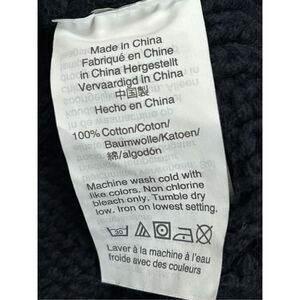 Made in China
Fabriqué en Chine
in China Hergestellt
Vervaardigd in China
中国製
Hecho en China
100% Cotton/Coton/
Baumwolle/Katoen/
綿/algodón
Machine wash cold with
like colors. Non chlorine
bleach only. Tumble dry
low. Iron on lowest setting.
30
Laver à la machine à l'eau
froide avec des couleurs